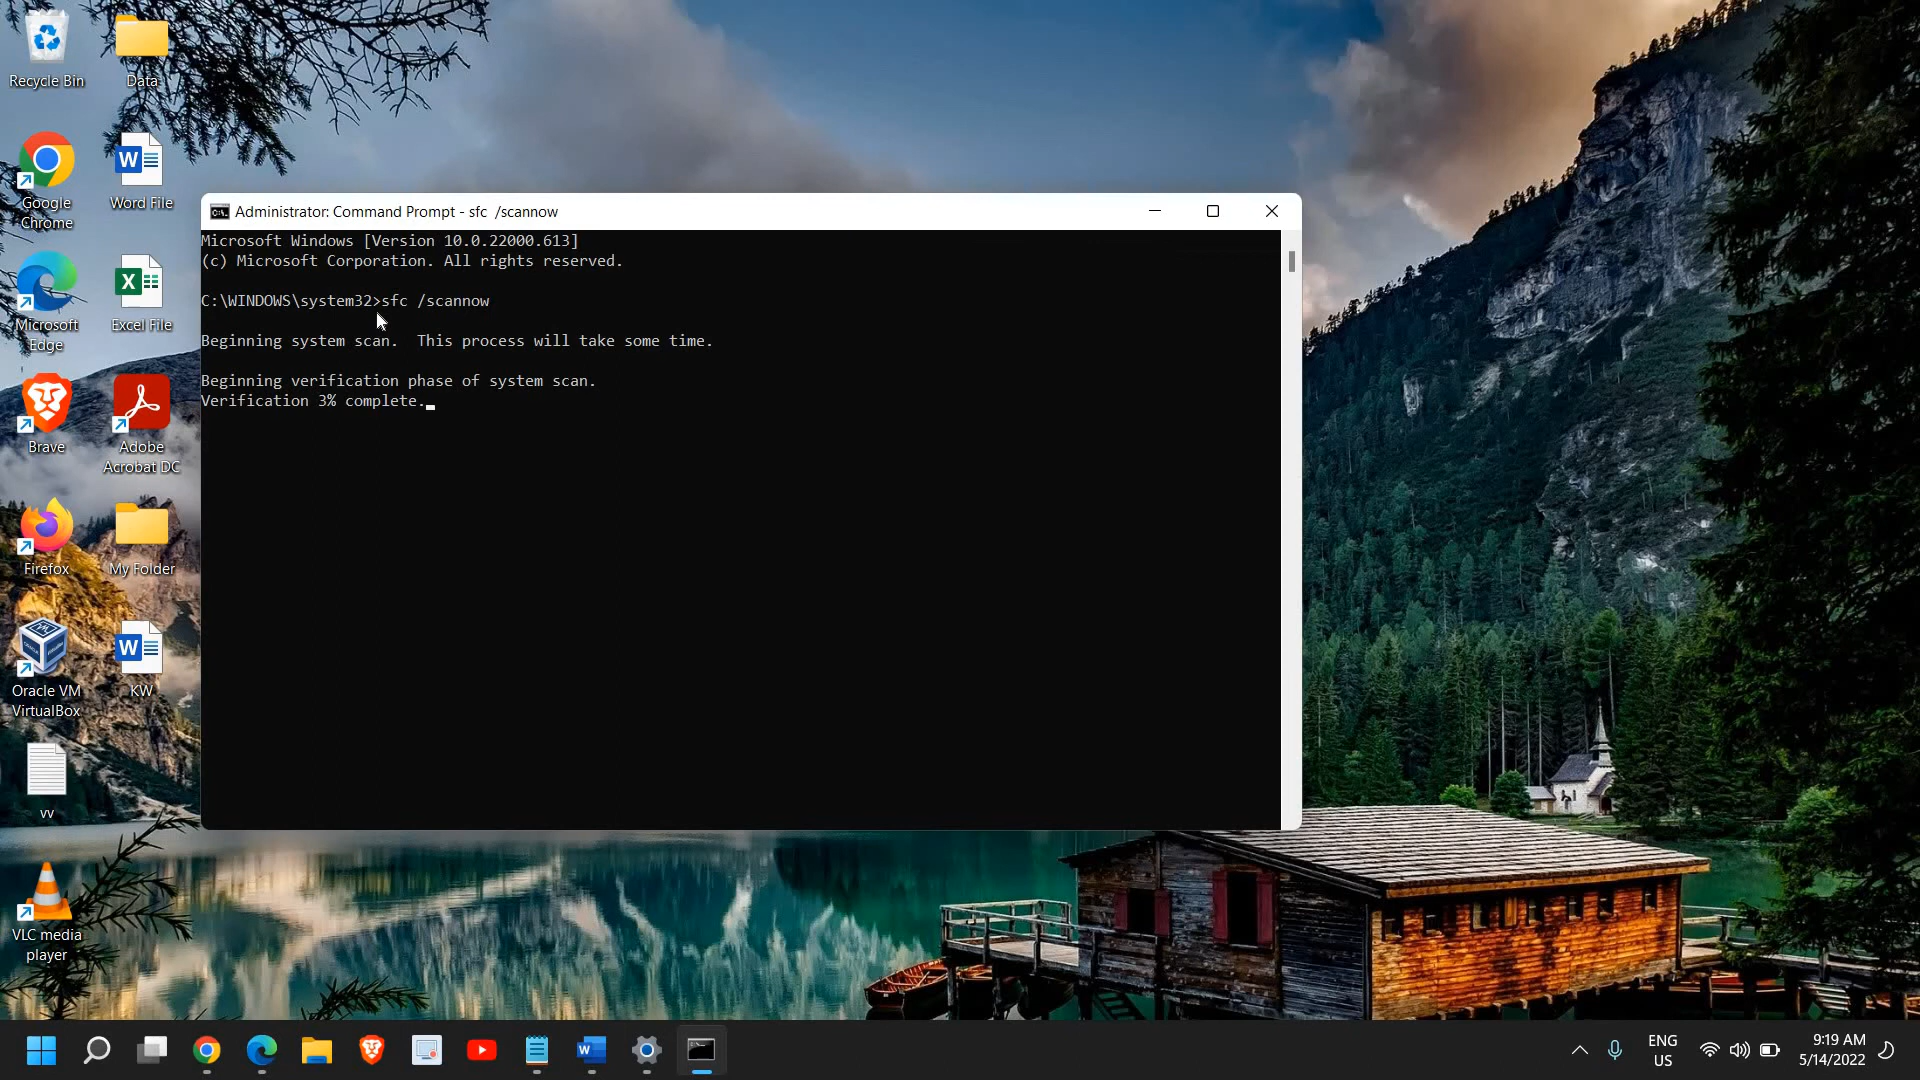 Recycle Bin
Data
Google
Chrome
Word File
Microsoft
Edge
Excel File
Brave
Adobe
Acrobat DC
Firefox
My Folder
Oracle VM
VirtualBox
KW
vv
VLC media
player
Administrator: Command Prompt - sfc  /scannow
Microsoft Windows [Version 10.0.22000.613]
(c) Microsoft Corporation. All rights reserved.
C:\WINDOWS\system32>sfc /scannow
Beginning system scan.  This process will take some time.
Beginning verification phase of system scan.
Verification 3% complete.
ENG
US
9:19 AM
5/14/2022